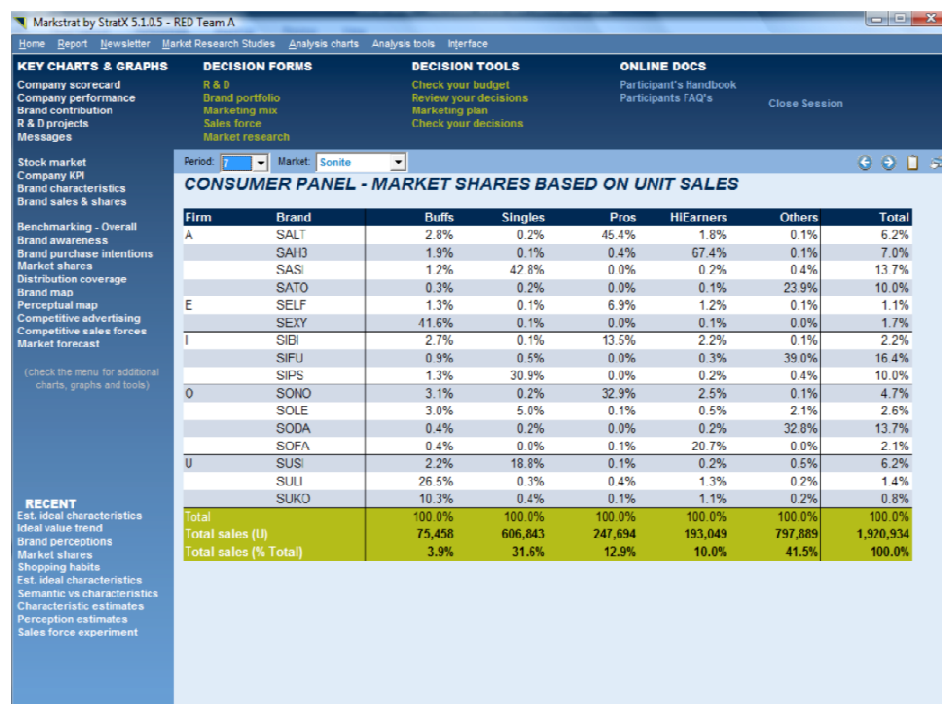 Markstrat by StratX 5.1.0.5 - RED Team A
Home Report Newsletter Market Research Studies Analysis charts Analysis tools Interface
KEY CHARTS & GRAPHS DECISION FORMS DECISION TOOLS ONLINE DOCS
Company scorecard R & D Check your budget Participant's Handbook
Company performance Brand portfolio Review your decisions Participants FAQ's
Brand contribution Marketing mix Marketing plan Close Session
R & D projects Sales force Check your decisions
Messages Market research
Stock market Period: 7 Market: Sonite
Company KPI
Brand characteristics
Brand sales & shares
CONSUMER PANEL - MARKET SHARES BASED ON UNIT SALES
Benchmarking - Overall
Brand awareness
Brand purchase intentions
Market shares
Distribution coverage
Brand map
Perceptual map
Competitive advertising
Competitive sales forces
Market forecast
(check the menu for additional
charts, graphs and tools)
RECENT
Est. ideal characteristics
Ideal value trend
Brand perceptions
Market shares
Shopping habits
Est. ideal characteristics
Semantic vs characteristics
Characteristic estimates
Perception estimates
Sales force experiment
Firm Brand Buffs Singles Pros HiEarners Others Total
A SALT 2.8% 0.2% 45.4% 1.8% 0.1% 6.2%
1.9% 0.1% 0.4% 67.4% 0.1% 7.0%
SASI 1.2% 42.8% 0.0% 0.2% 0.4% 13.7%
SATO 0.3% 0.2% 0.0% 0.1% 23.9% 10.0%
E SELF 1.3% 0.1% 6.9% 1.2% 0.1% 1.1%
SEXY 41.6% 0.1% 0.0% 0.1% 0.0% 1.7%
I SIBI 2.7% 0.1% 13.5% 2.2% 0.1% 2.2%
SIFU 0.9% 0.5% 0.0% 0.3% 39.0% 16.4%
SIPS 1.3% 30.9% 0.0% 0.2% 0.4% 10.0%
O SONO 3.1% 0.2% 32.9% 2.5% 0.1% 4.7%
SOLE 3.0% 5.0% 0.1% 0.5% 2.1% 2.6%
SODA 0.4% 0.2% 0.0% 0.2% 32.8% 13.7%
SOFA 0.4% 0.0% 0.1% 20.7% 0.0% 2.1%
U SUSI 2.2% 18.8% 0.1% 0.2% 0.5% 6.2%
26.5% 0.3% 0.4% 1.3% 0.2% 1.4%
SUKO 10.3% 0.4% 0.1% 1.1% 0.2% 0.8%
Total 100.0% 100.0% 100.0% 100.0% 100.0% 100.0%
Total sales (U) 75,458 606,843 247,694 193,049 797,889 1,920,934
Total sales (% Total) 3.9% 31.6% 12.9% 10.0% 41.5% 100.0%